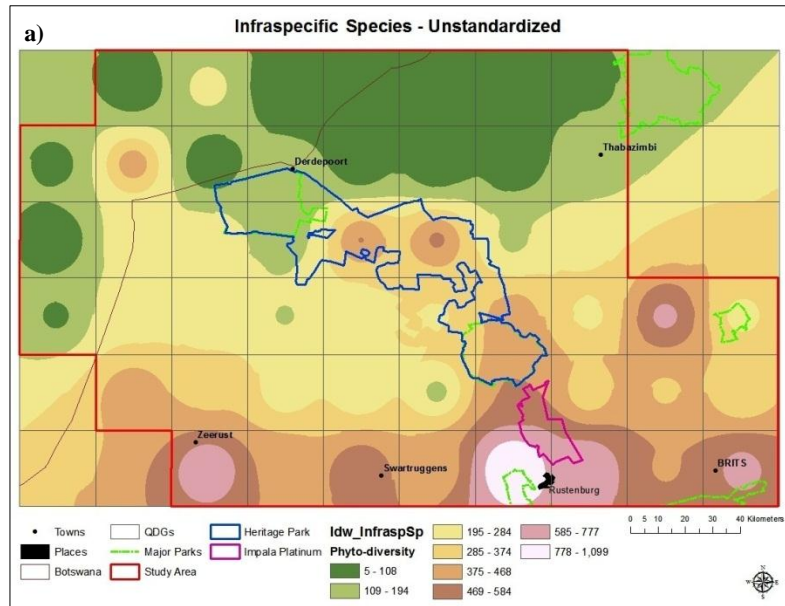 Infraspecific Species - Unstandardized
a)
Thabazimbi
Derdepoort
Zeerust
Swartruggens
BRITS
Rustenburg
Towns
QDGs
Heritage Park
Places
Major Parks
Impala Platinum
Botswana
Study Area
Idw_InfraspSp
Phyto-diversity
5 - 108
109 - 194
195 - 284
285 - 374
375 - 468
469 - 584
585 - 777
778 - 1,099
0 5 10 20 30 40 Kilometers
N
W E
S